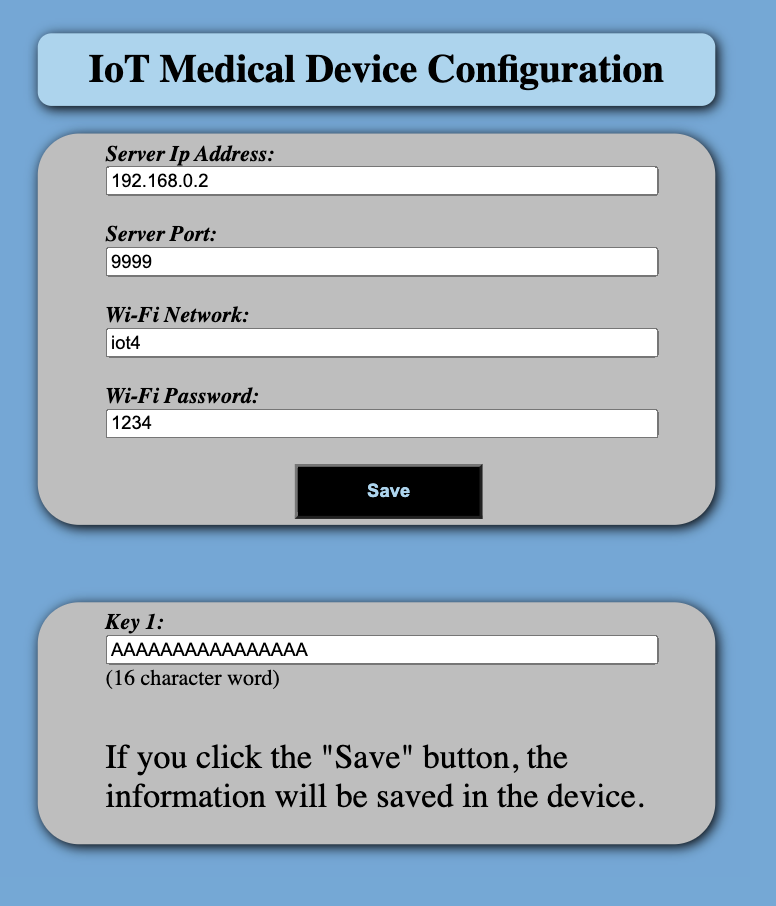 IoT Medical Device Configuration
Server Ip Address:
192.168.0.2
Server Port:
9999
Wi-Fi Network:
iot4
Wi-Fi Password:
1234
Save
Key 1:
AAAAAAAAAAAAAAAA
(16 character word)
If you click the "Save" button, the
information will be saved in the device.